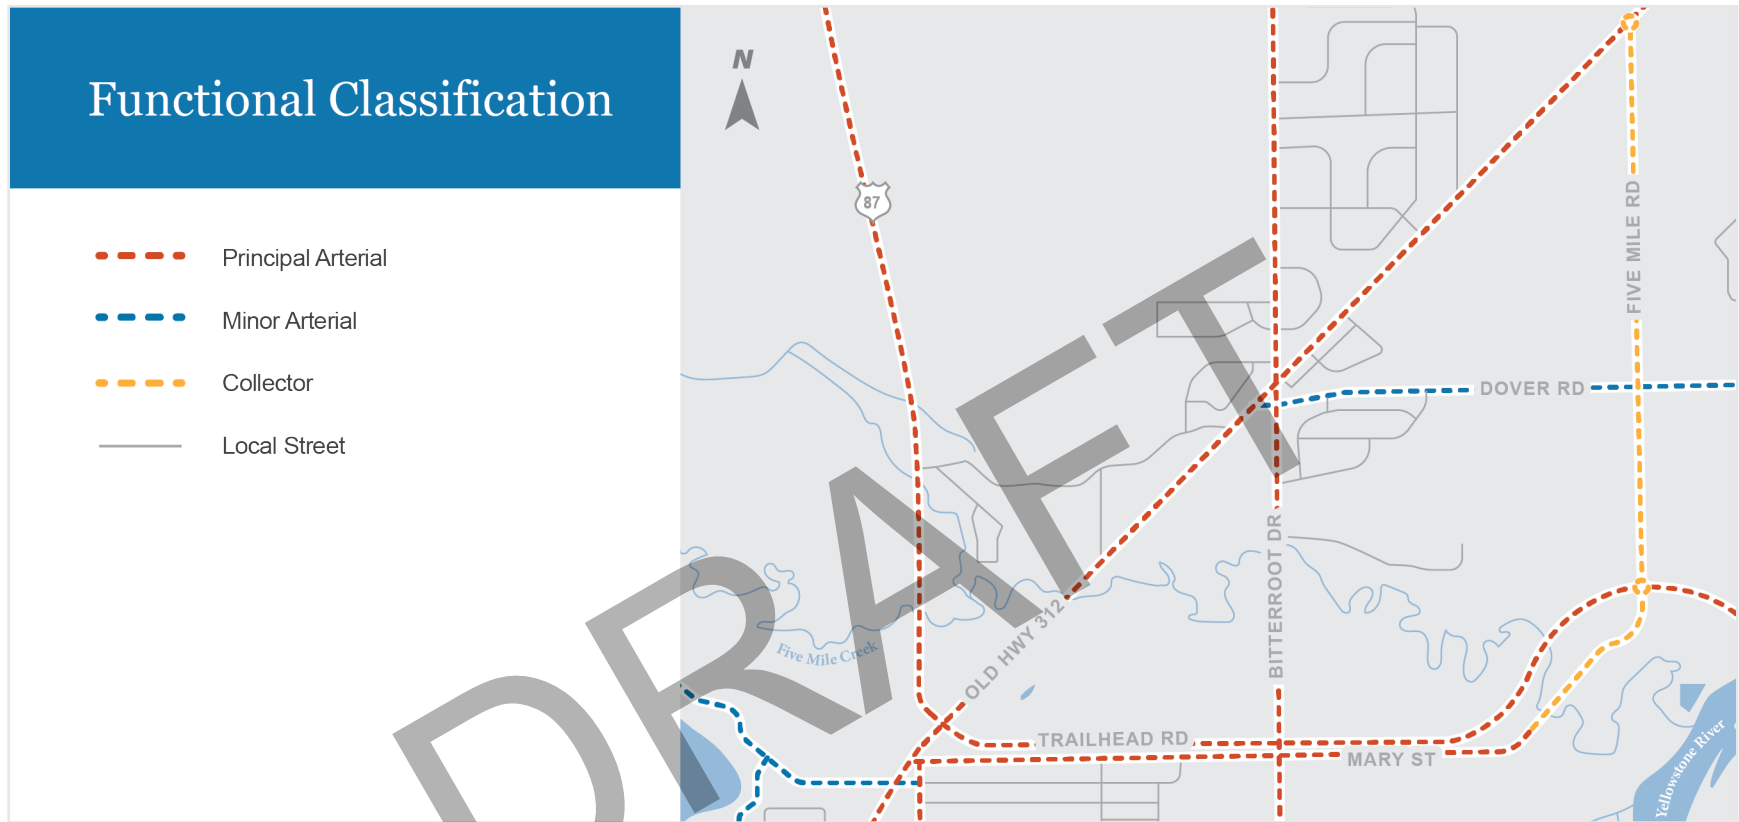 Functional Classification
Principal Arterial
Minor Arterial
Collector
Local Street
N
87
FIVE MILE RD
DOVER RD
BITTERROOT DR
OLD HWY 312
Five Mile Creek
TRAILHEAD RD
MARY ST
Yellowstone River
DRAFT